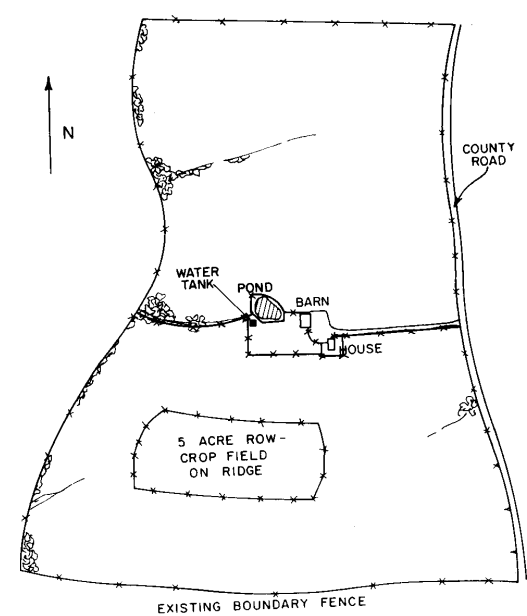 N
COUNTY
ROAD
WATER
TANK
POND
BARN
HOUSE
5 ACRE ROW-
CROP FIELD
ON RIDGE
EXISTING BOUNDARY FENCE